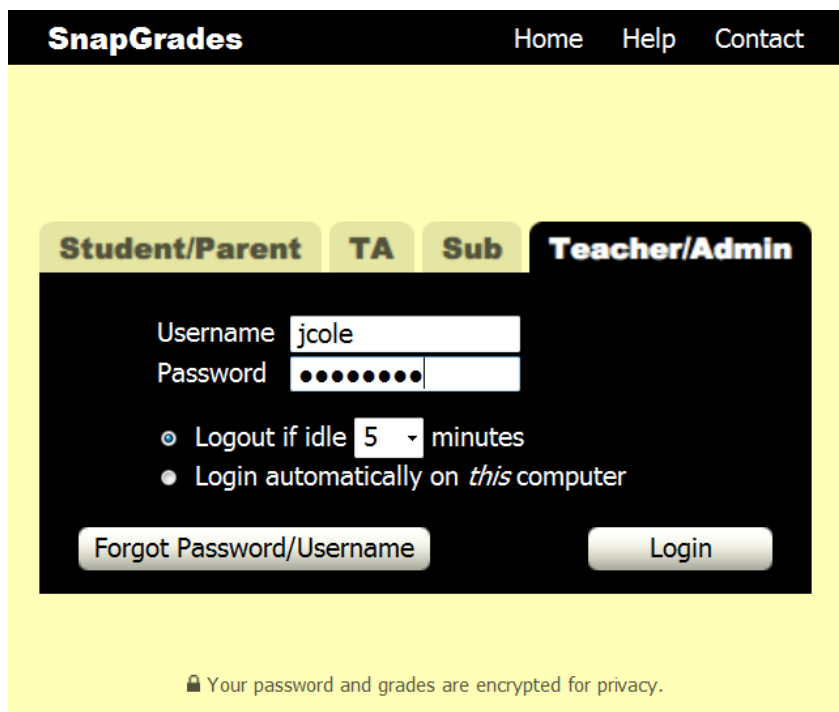 SnapGrades Home Help Contact
Student/Parent TA Sub Teacher/Admin
Username jcole
Password ●●●●●●●●
Logout if idle 5 minutes
Login automatically on this computer
Forgot Password/Username Login
Your password and grades are encrypted for privacy.